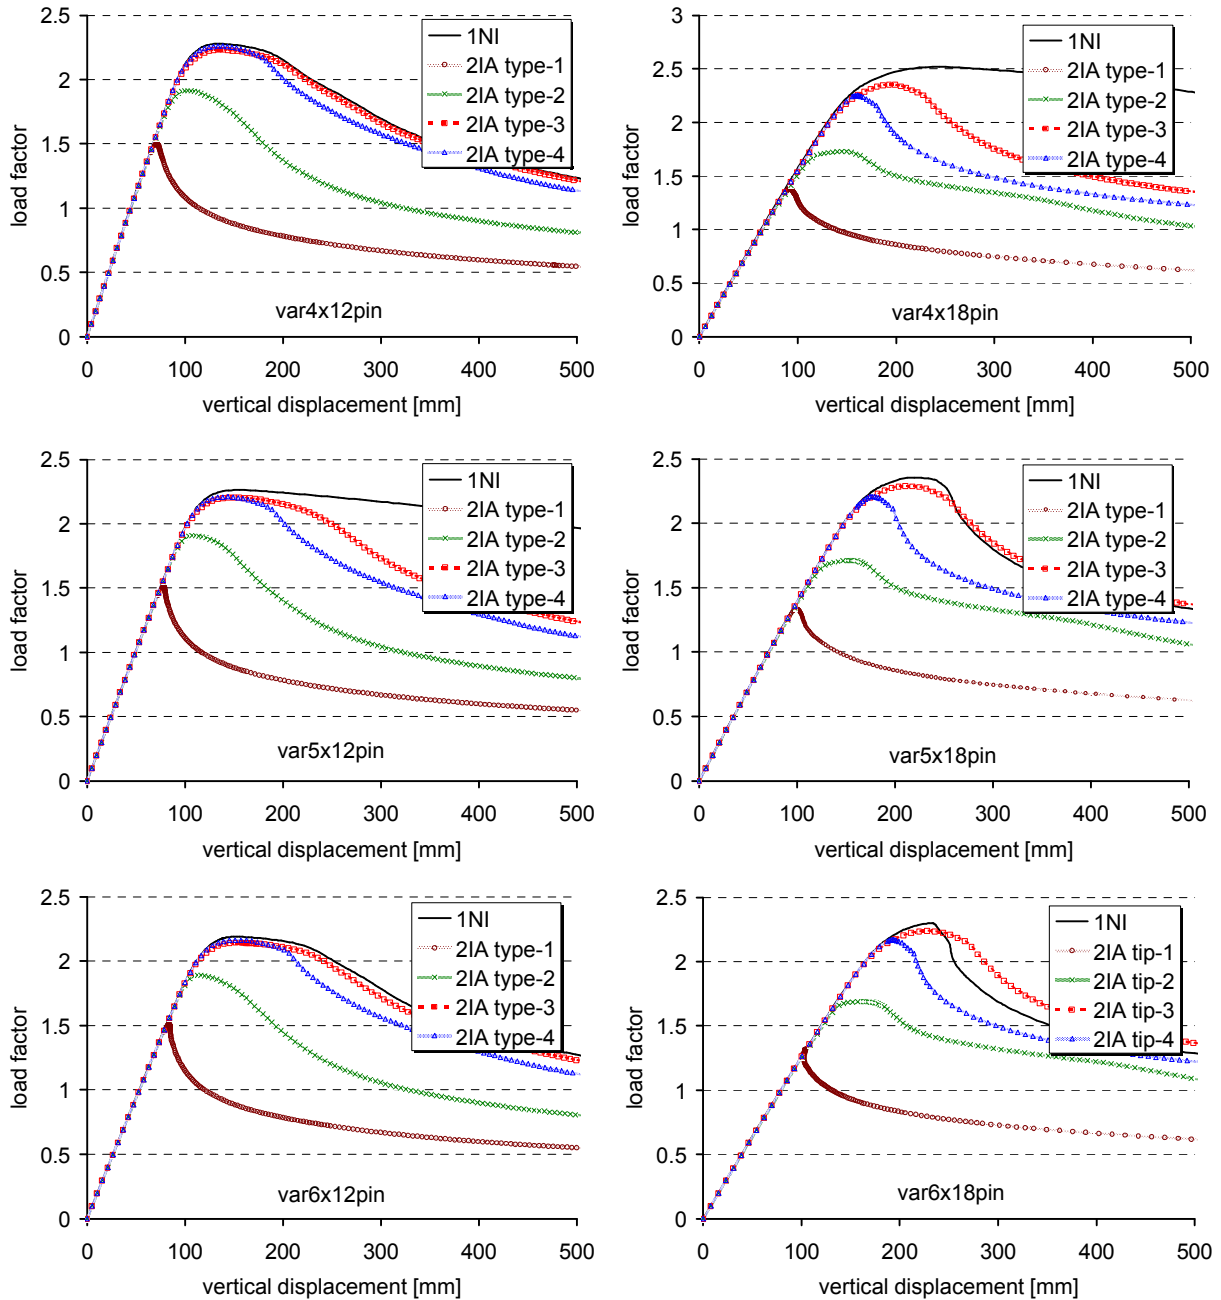 2.5
2
1.5
1
0.5
0
load factor
1NI
2IA type-1
2IA type-2
2IA type-3
2IA type-4
var4x12pin
0 100 200 300 400 500
vertical displacement [mm]
3
2.5
2
1.5
1
0.5
0
load factor
1NI
2IA type-1
2IA type-2
2IA type-3
2IA type-4
var4x18pin
0 100 200 300 400 500
vertical displacement [mm]
2.5
2
1.5
1
0.5
0
load factor
1NI
2IA type-1
2IA type-2
2IA type-3
2IA type-4
var5x12pin
0 100 200 300 400 500
vertical displacement [mm]
2.5
2
1.5
1
0.5
0
load factor
1NI
2IA type-1
2IA type-2
2IA type-3
2IA type-4
var5x18pin
0 100 200 300 400 500
vertical displacement [mm]
2.5
2
1.5
1
0.5
0
load factor
1NI
2IA type-1
2IA type-2
2IA type-3
2IA type-4
var6x12pin
0 100 200 300 400 500
vertical displacement [mm]
2.5
2
1.5
1
0.5
0
load factor
1NI
2IA tip-1
2IA tip-2
2IA tip-3
2IA tip-4
var6x18pin
0 100 200 300 400 500
vertical displacement [mm]